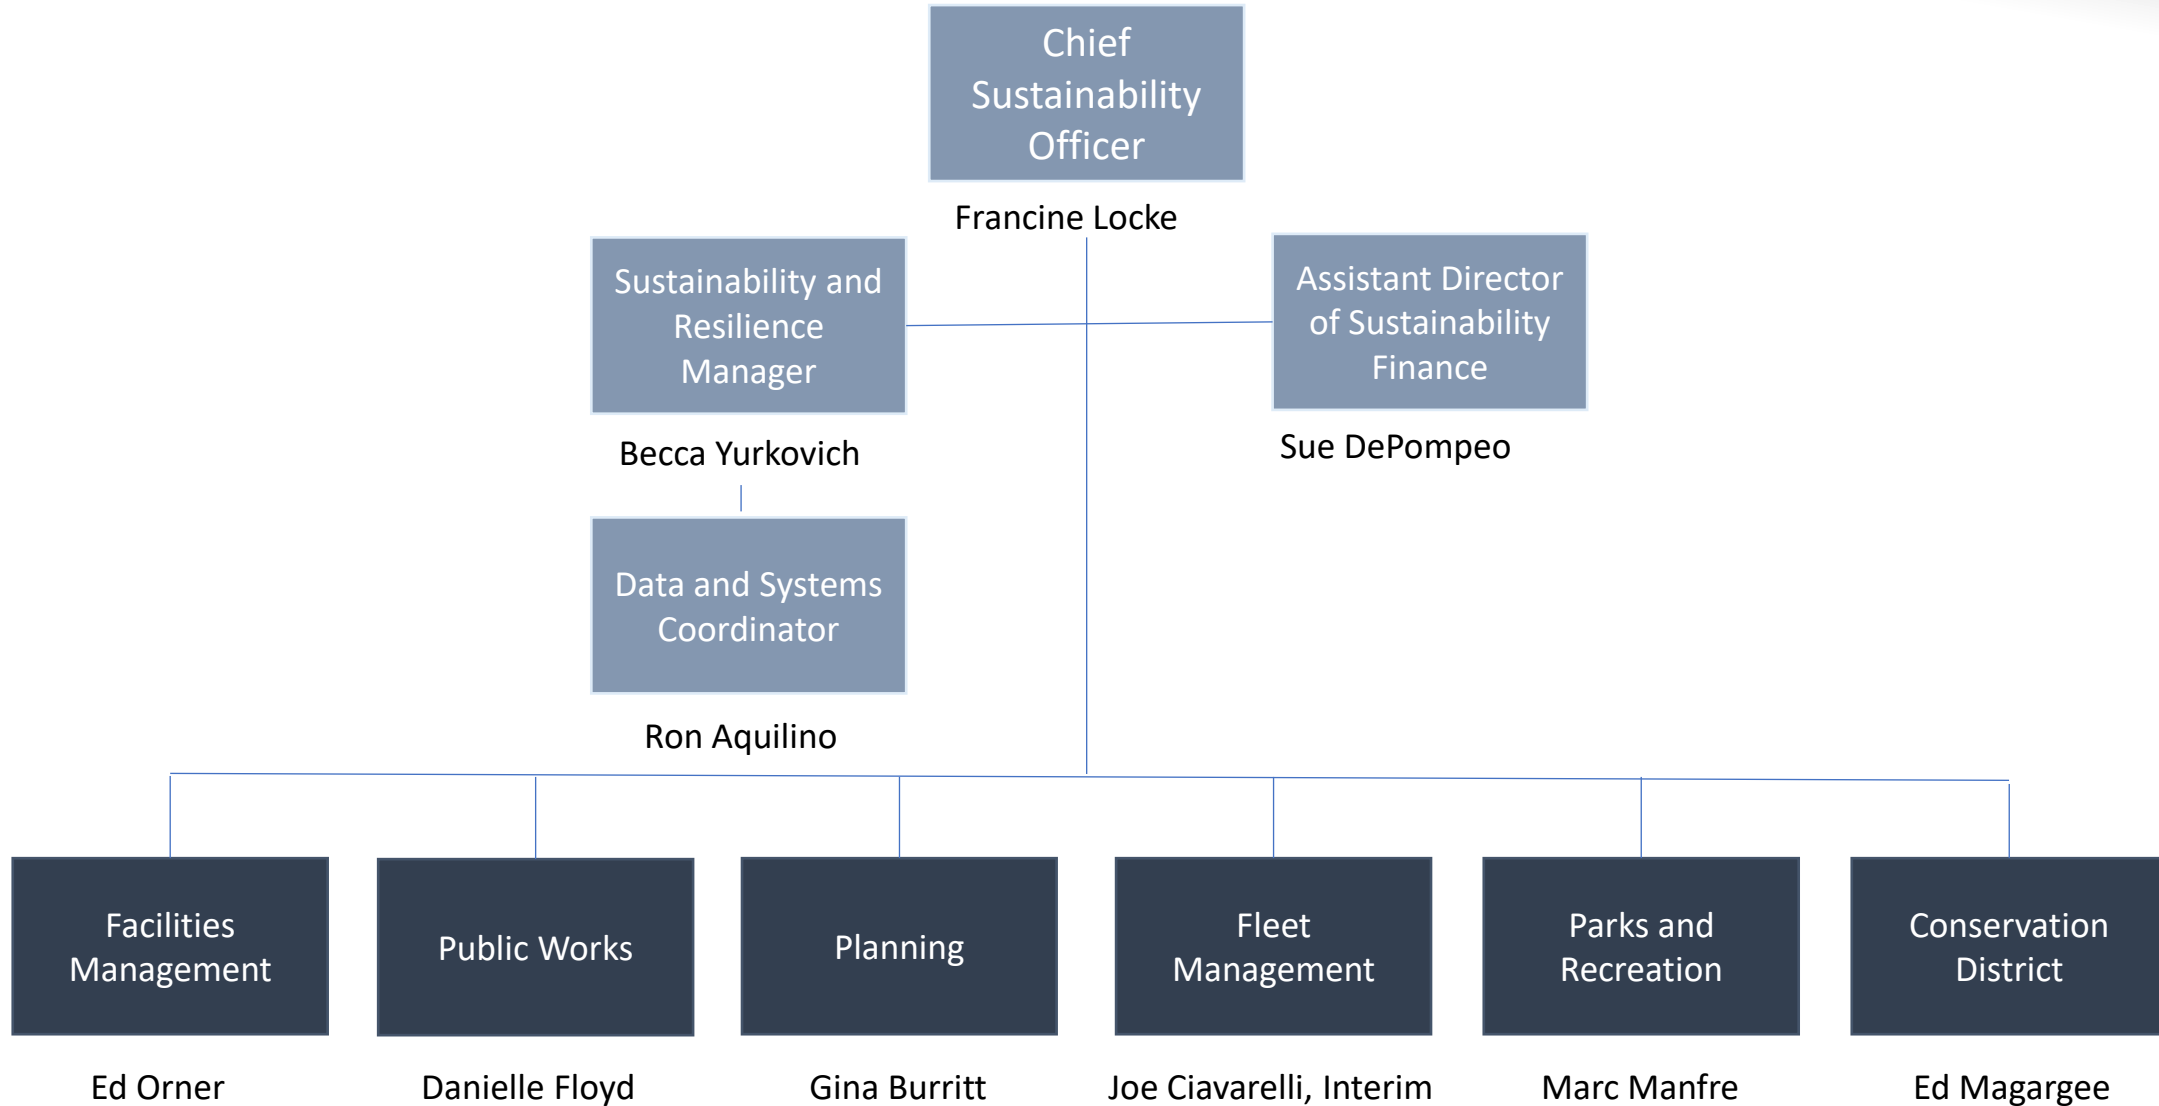 Chief
Sustainability
Officer
Francine Locke
Sustainability and
Resilience
Manager
Becca Yurkovich
Assistant Director
of Sustainability
Finance
Sue DePompeo
Data and Systems
Coordinator
Ron Aquilino
Facilities
Management
Ed Orner
Public Works
Danielle Floyd
Planning
Gina Burritt
Fleet
Management
Joe Ciavarelli, Interim
Parks and
Recreation
Marc Manfre
Conservation
District
Ed Magargee